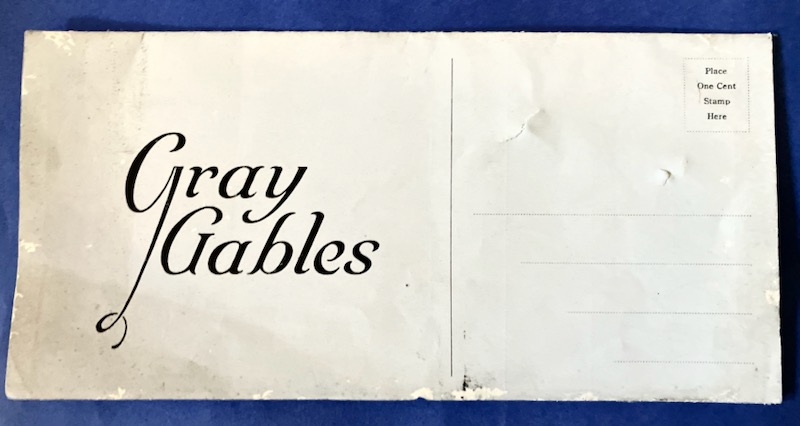 Gray
Gables
Place
One Cent
Stamp
Here